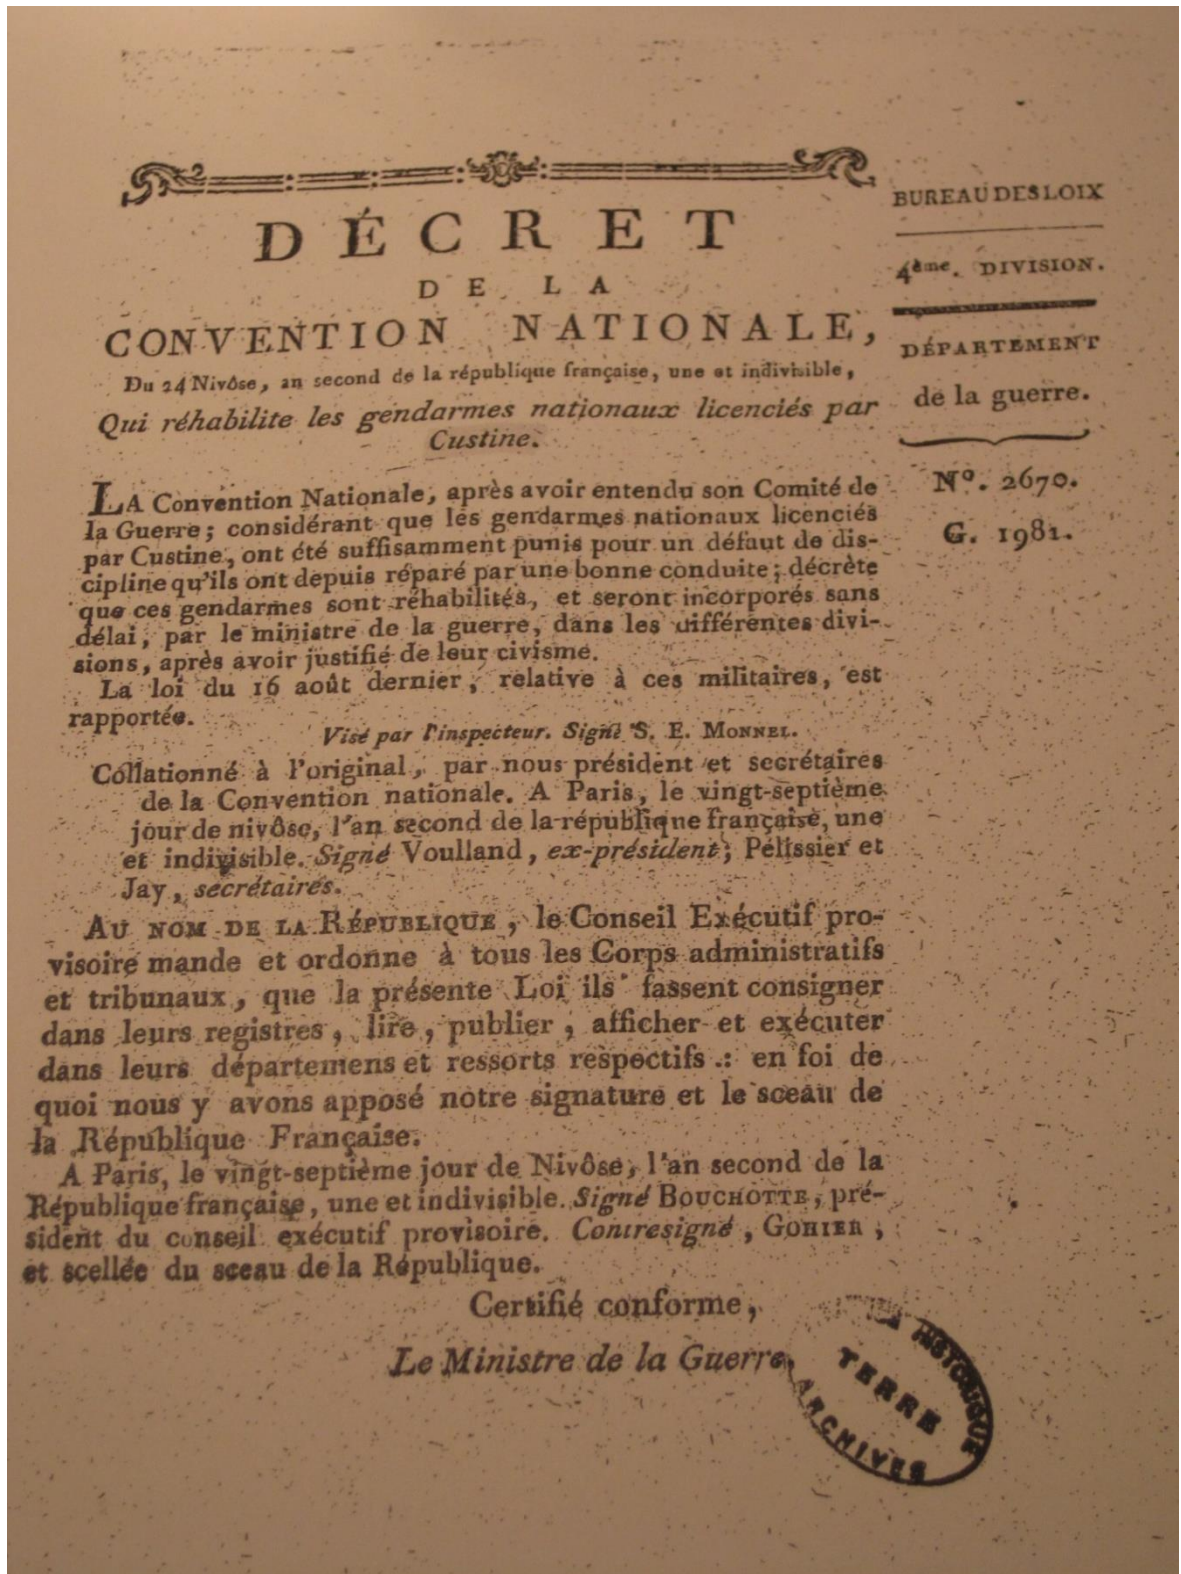 DÉCRET
DE LA
CONVENTION NATIONALE,
Du 24 Nivôse, an second de la république française, une et indivisible,
Qui réhabilite les gendarmes nationaux licenciés par
Custine.
BUREAU DES LOIX
4ème. DIVISION.
DÉPARTEMENT
de la guerre.
Nº. 2670.
G. 1981.
LA Convention Nationale, après avoir entendu son Comité de
la Guerre; considérant que les gendarmes nationaux licenciés
par Custine, ont été suffisamment punis pour un défaut de dis-
cipline qu'ils ont depuis réparé par une bonne conduite; décrète
que ces gendarmes sont réhabilités, et seront incorporés sans
délai, par le ministre de la guerre, dans les différentes divi-
sions, après avoir justifié de leur civisme.
La loi du 16 août dernier, relative à ces militaires, est
rapportée.
Visé par l'inspecteur. Signé S. E. MONNEL.
Collationné à l'original, par nous président et secrétaires
de la Convention nationale. A Paris, le vingt-septième
jour de nivôse, l'an second de la république française, une
et indivisible. Signé Voulland, ex-président; Pélissier et
Jay, secrétaires.
AU NOM DE LA RÉPUBLIQUE, le Conseil Exécutif pro-
visoire mande et ordonne à tous les Corps administratifs
et tribunaux, que la présente Loi ils fassent consigner
dans leurs registres, lire, publier, afficher et exécuter
dans leurs départemens et ressorts respectifs : en foi de
quoi nous y avons apposé notre signature et le sceau de
la République Française.
A Paris, le vingt-septième jour de Nivôse, l'an second de la
République française, une et indivisible. Signé BOUCHOTTE, pré-
sident du conseil exécutif provisoire. Contresigné, GOHIER,
et scellée du sceau de la République.
Certifié conforme,
Le Ministre de la Guerre,
HISTORIQUE
TERRE
ARCHIVES